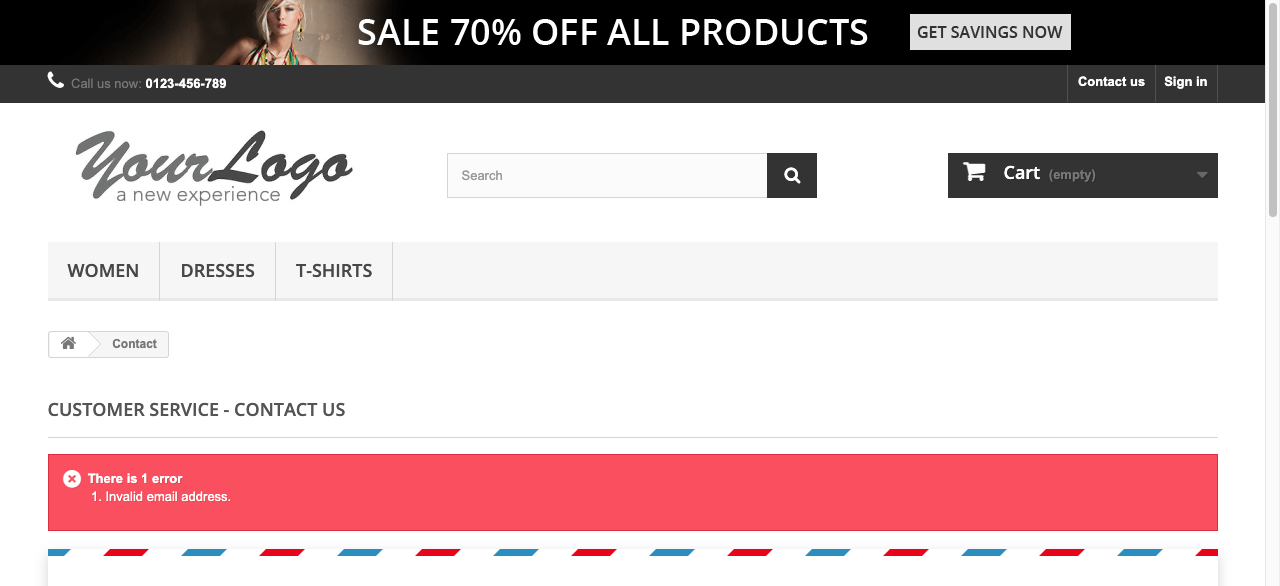 SALE 70% OFF ALL PRODUCTS GET SAVINGS NOW
Call us now: 0123-456-789 Contact us Sign in
YourLogo
a new experience
Search
Cart (empty)
WOMEN DRESSES T-SHIRTS
Contact
CUSTOMER SERVICE - CONTACT US
There is 1 error
1. Invalid email address.